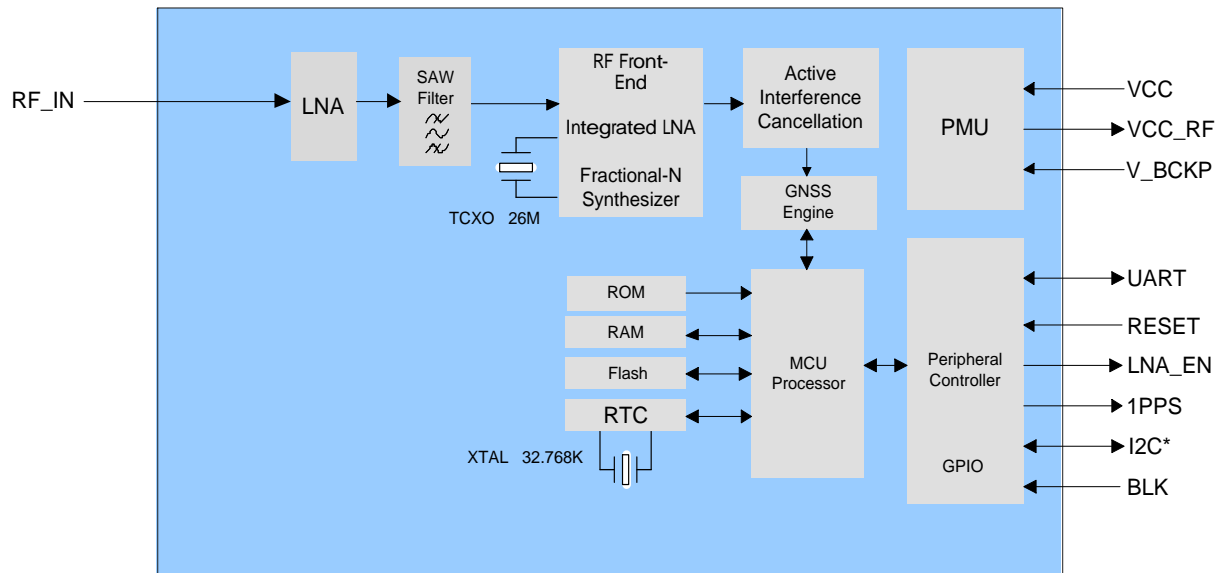 RF_IN
LNA
SAW
Filter
RF Front-
End
Integrated LNA
Fractional-N
Synthesizer
TCXO 26M
Active
Interference
Cancellation
GNSS
Engine
PMU
VCC
VCC_RF
V_BCKP
ROM
RAM
Flash
RTC
XTAL 32.768K
MCU
Processor
Peripheral
Controller
GPIO
UART
RESET
LNA_EN
1PPS
I2C*
BLK